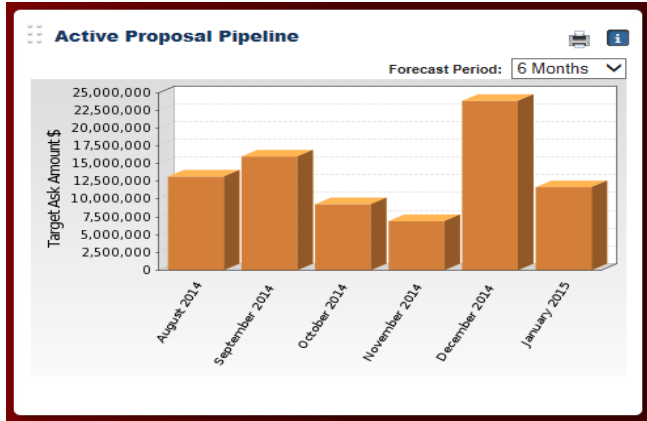 Active Proposal Pipeline
i
Forecast Period: 6 Months
Target Ask Amount $
25,000,000
22,500,000
20,000,000
17,500,000
15,000,000
12,500,000
10,000,000
7,500,000
5,000,000
2,500,000
0
August 2014
September 2014
October 2014
November 2014
December 2014
January 2015